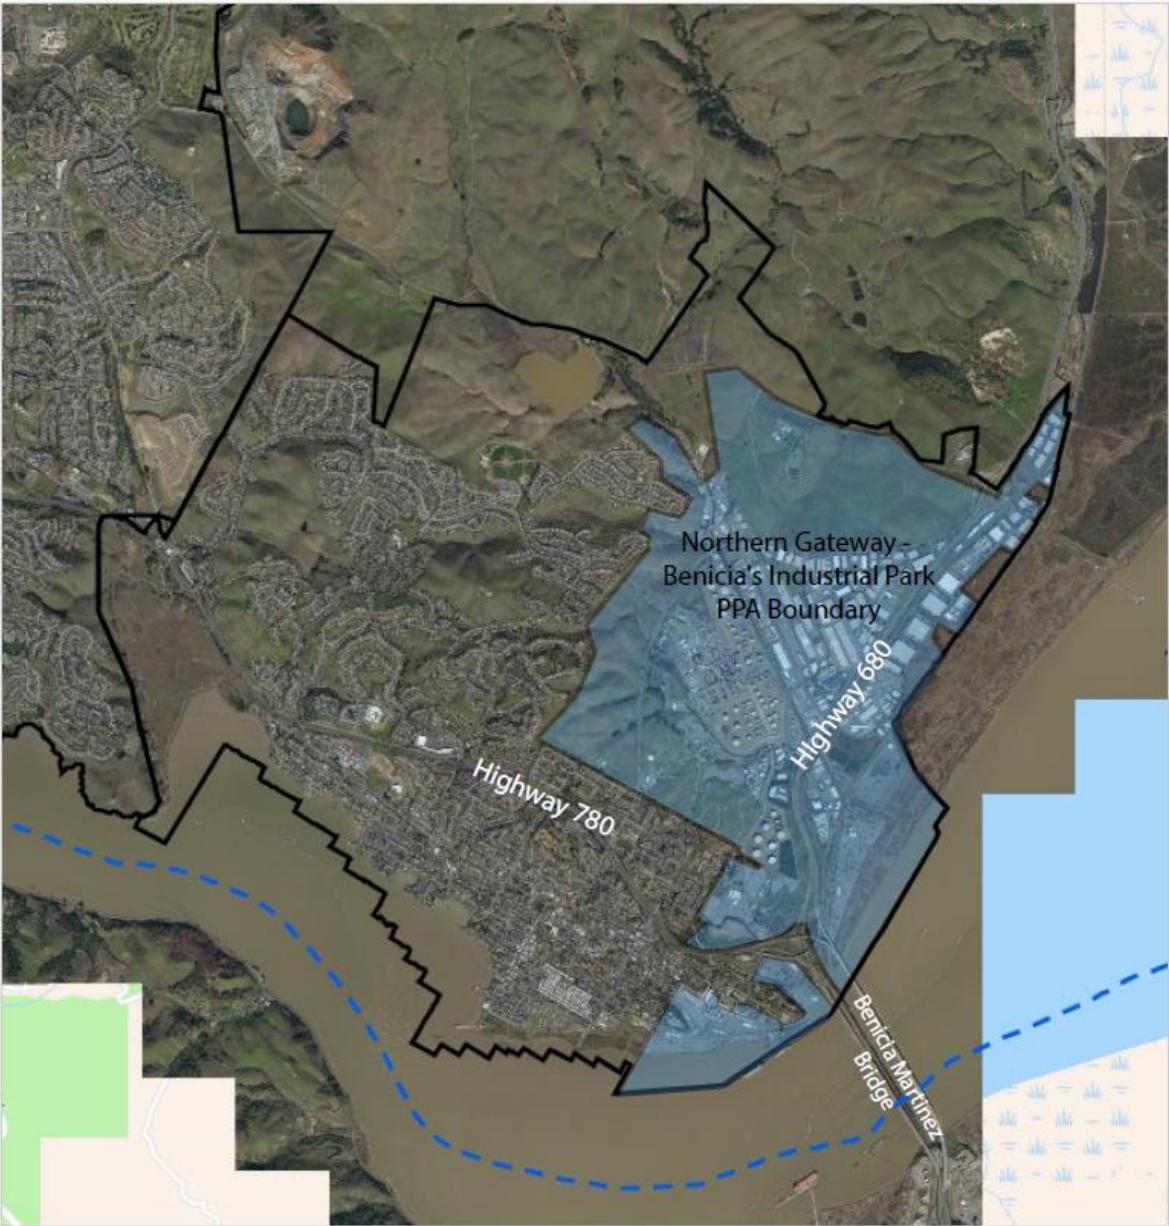 Northern Gateway -
Benicia's Industrial Park
PPA Boundary
HIghway 680
Highway 780
Benicia Martinez
Bridge